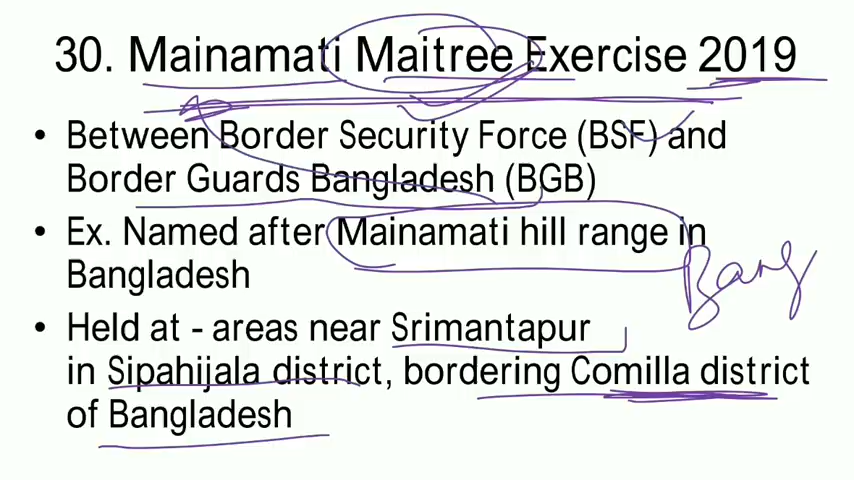 30. Mainamati Maitree Exercise 2019
• Between Border Security Force (BSF) and
Border Guards Bangladesh (BGB)
• Ex. Named after Mainamati hill range in
Bangladesh
Bang
• Held at - areas near Srimantapur
in Sipahijala district, bordering Comilla district
of Bangladesh